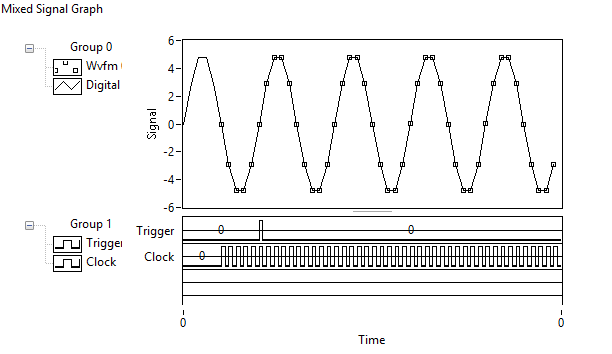 Mixed Signal Graph
Group 0
Wvfm
Digital
Signal
6
4
2
0
-2
-4
-6
Group 1
Trigger
Clock
Trigger 0 0
Clock 0
0 0
Time